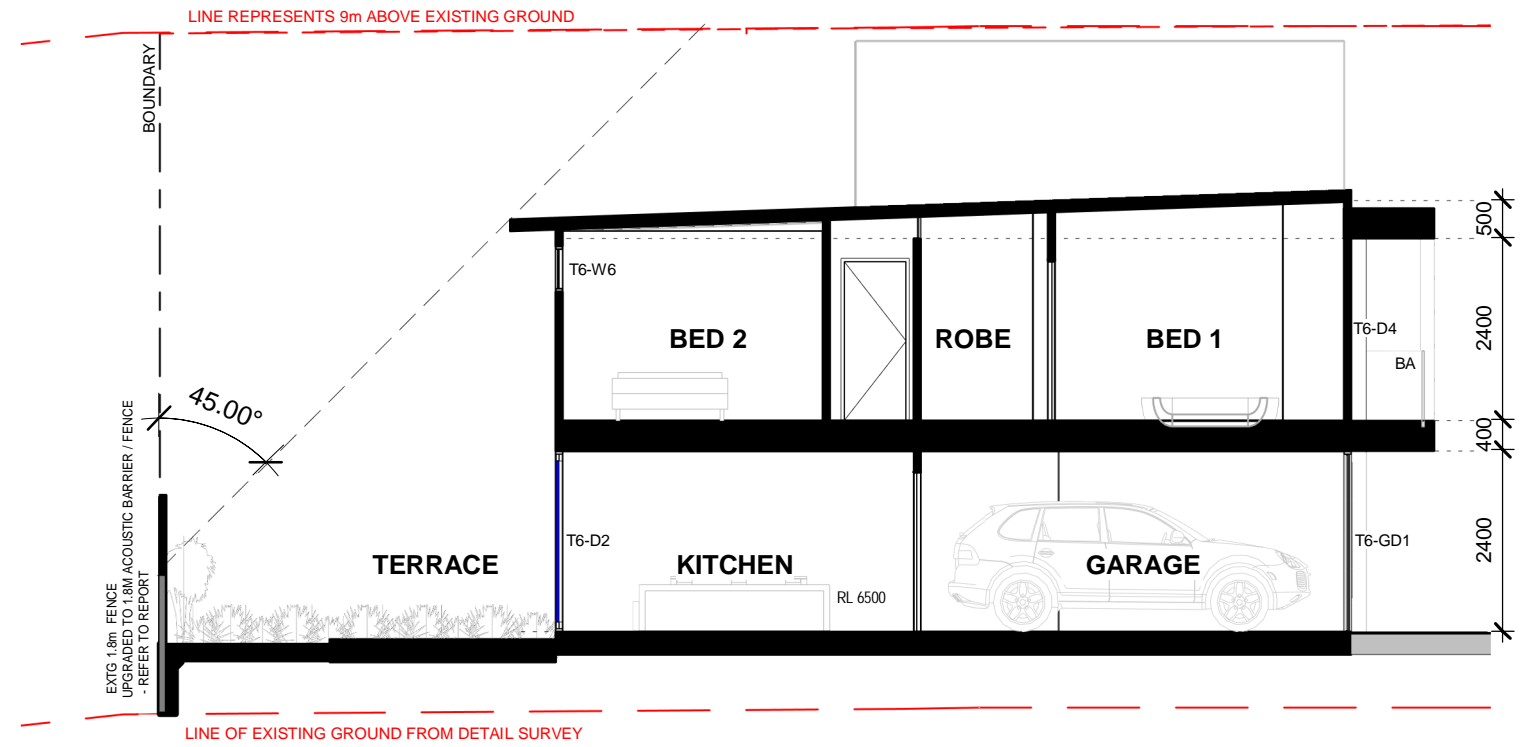 LINE REPRESENTS 9m ABOVE EXISTING GROUND
BOUNDARY
500
T6-W6
BED 2
ROBE
BED 1
T6-D4
2400
BA
45.00°
400
EXTG 1.8m FENCE
UPGRADED TO 1.8M ACOUSTIC BARRIER / FENCE
- REFER TO REPORT
TERRACE
T6-D2
KITCHEN
RL 6500
GARAGE
T6-GD1
2400
LINE OF EXISTING GROUND FROM DETAIL SURVEY